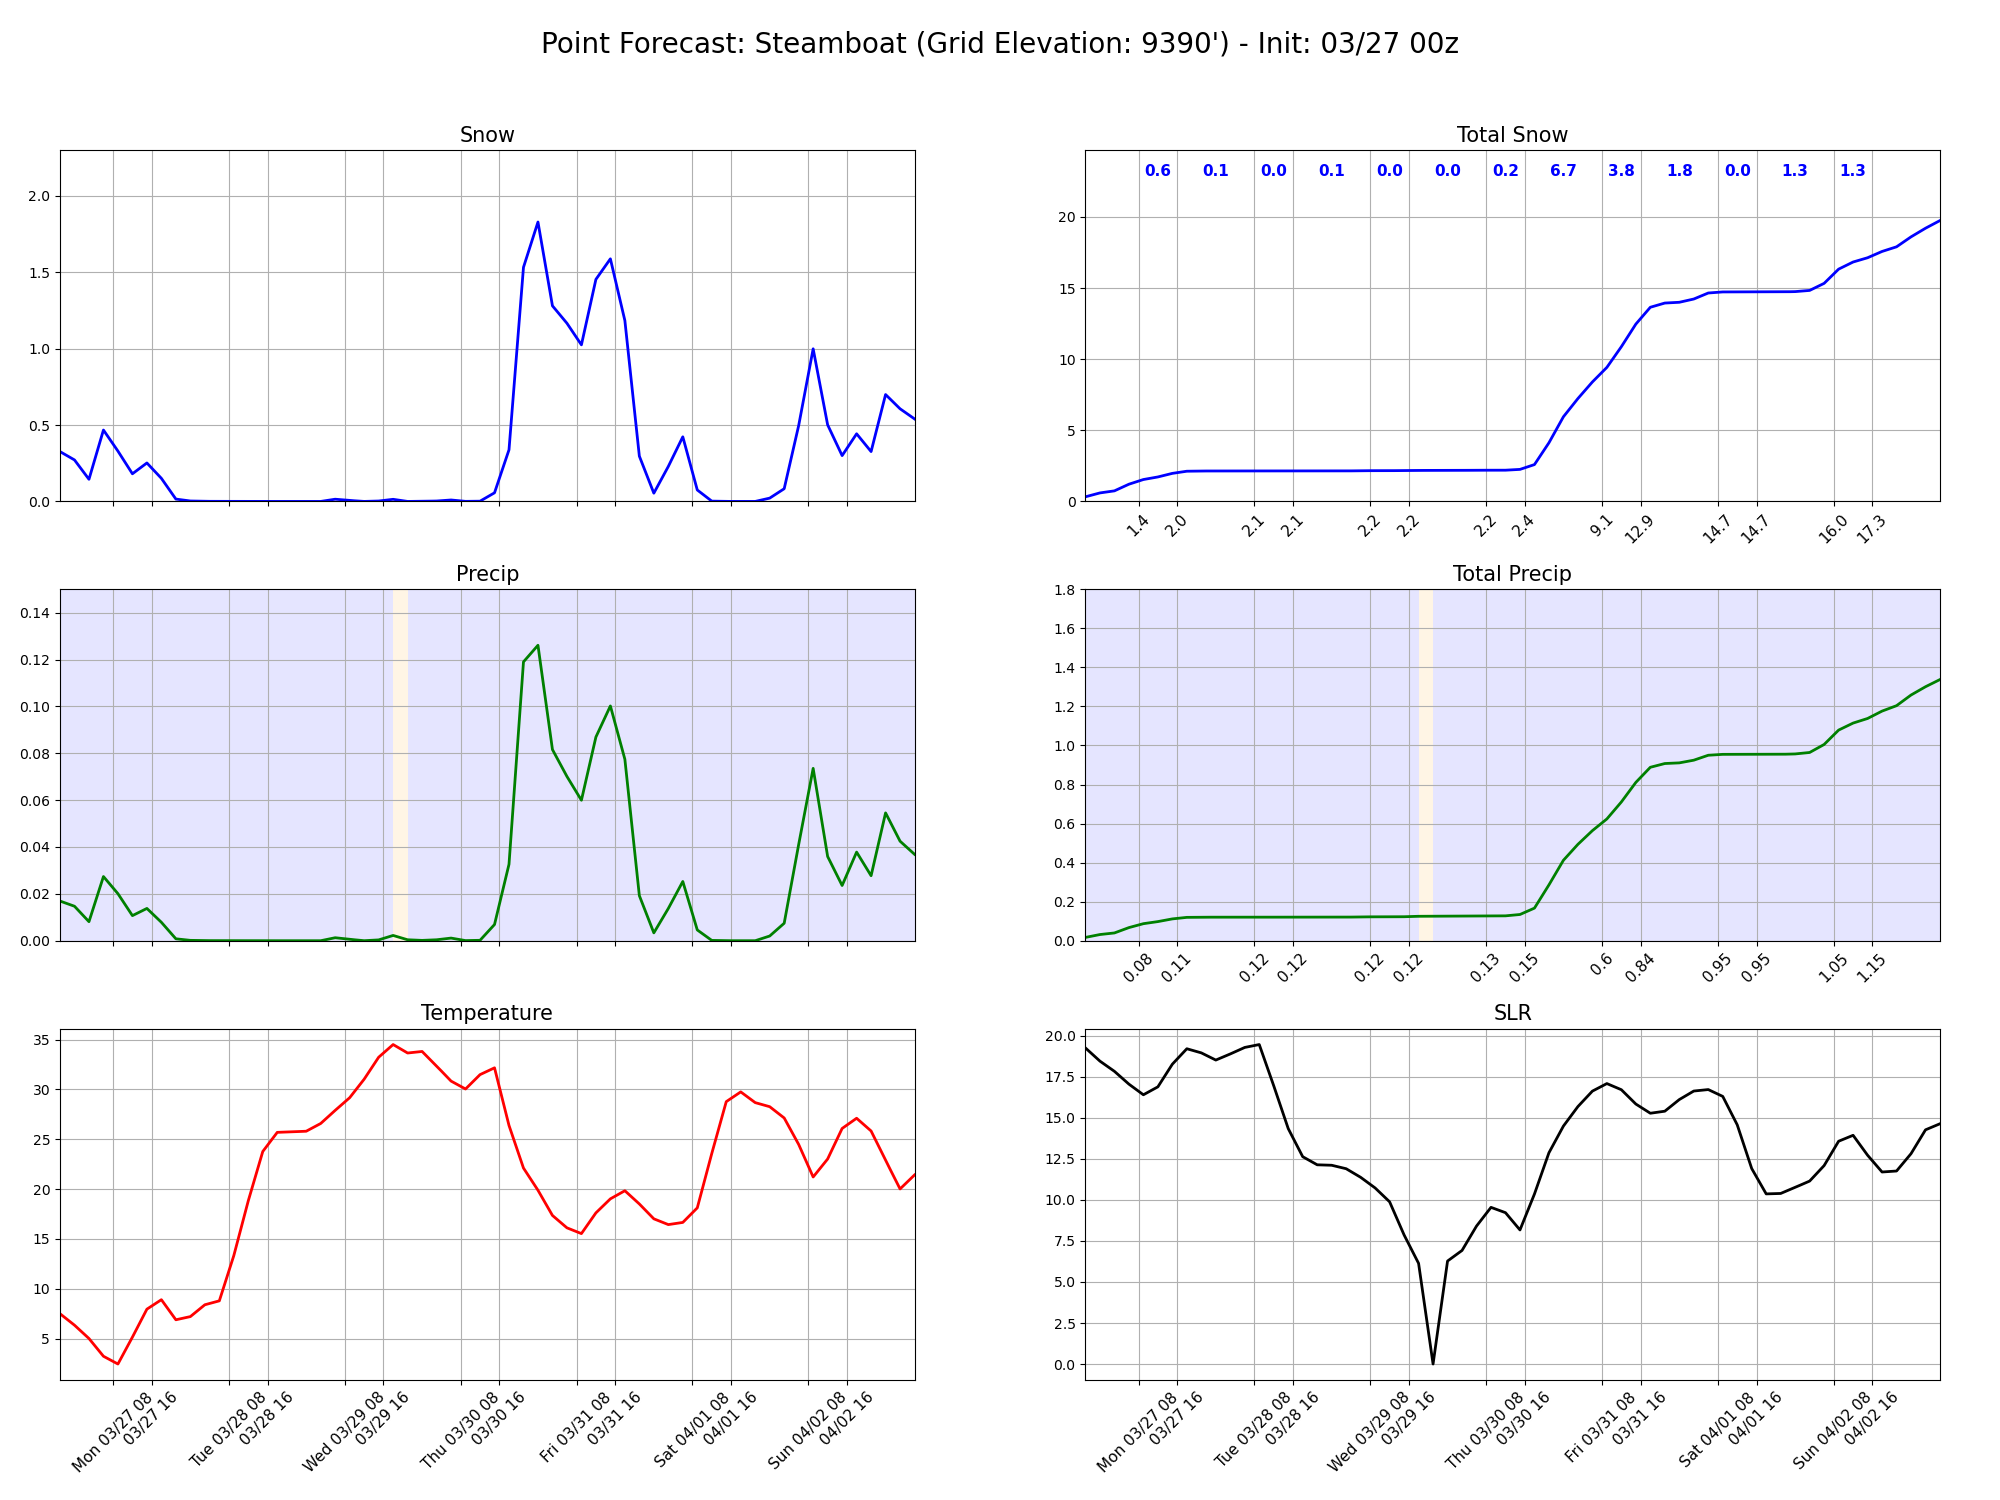 Point Forecast: Steamboat (Grid Elevation: 9390') - Init: 03/27 00z
Snow
2.0
1.5
1.0
0.5
0.0
Total Snow
0.6 0.1 0.0 0.1 0.0 0.0 0.2 6.7 3.8 1.8 0.0 1.3 1.3
20
15
10
5
0
1.4 2.0 2.1 2.1 2.2 2.2 2.2 2.4 9.1 12.9 14.7 14.7 16.0 17.3
Precip
0.14
0.12
0.10
0.08
0.06
0.04
0.02
0.00
Total Precip
1.8
1.6
1.4
1.2
1.0
0.8
0.6
0.4
0.2
0.0
0.08 0.11 0.12 0.12 0.12 0.12 0.13 0.15 0.6 0.84 0.95 0.95 1.05 1.15
Temperature
35
30
25
20
15
10
5
Mon 03/27 08
03/27 16
Tue 03/28 08
03/28 16
Wed 03/29 08
03/29 16
Thu 03/30 08
03/30 16
Fri 03/31 08
03/31 16
Sat 04/01 08
04/01 16
Sun 04/02 08
04/02 16
SLR
20.0
17.5
15.0
12.5
10.0
7.5
5.0
2.5
0.0
Mon 03/27 08
03/27 16
Tue 03/28 08
03/28 16
Wed 03/29 08
03/29 16
Thu 03/30 08
03/30 16
Fri 03/31 08
03/31 16
Sat 04/01 08
04/01 16
Sun 04/02 08
04/02 16